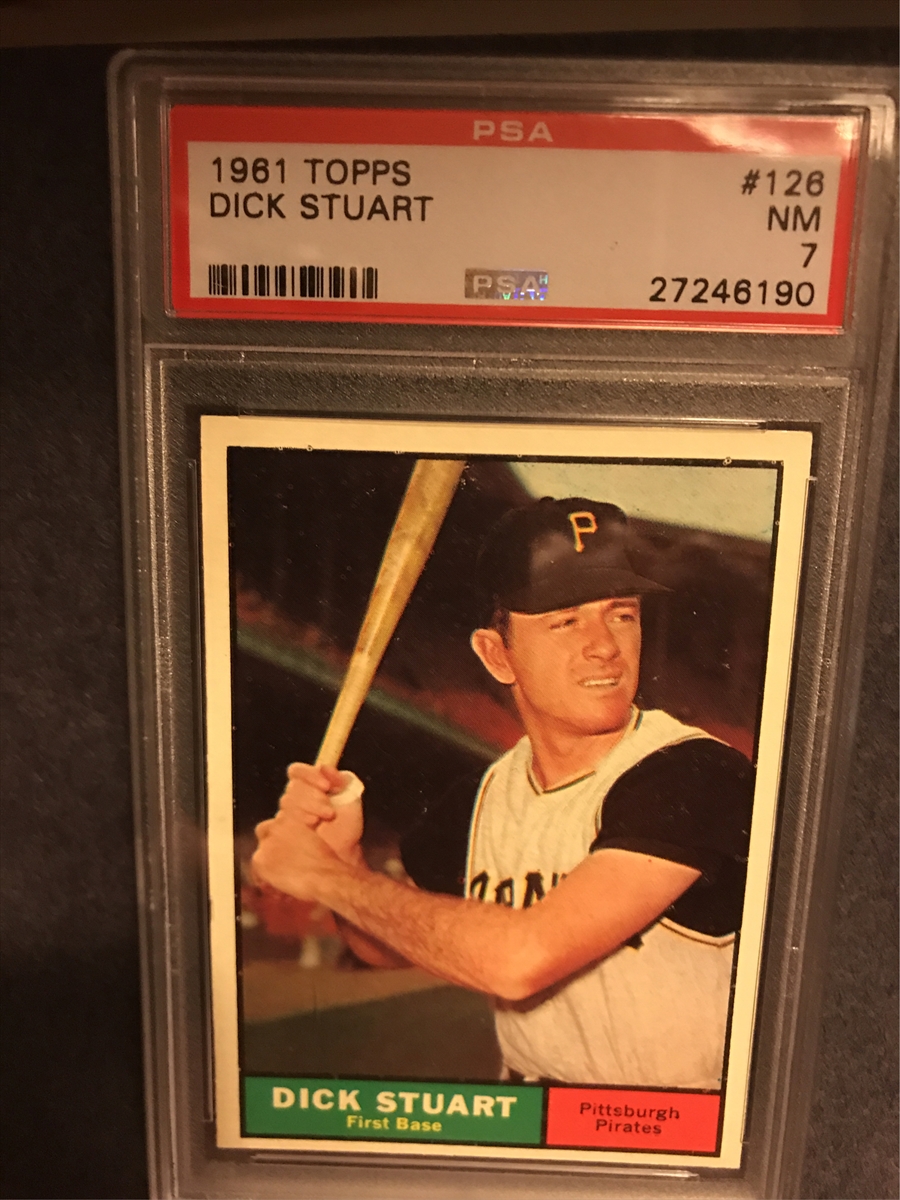 PSA
1961 TOPPS #126
DICK STUART NM
7
PSA 27246190
P
DICK STUART
First Base
Pittsburgh
Pirates